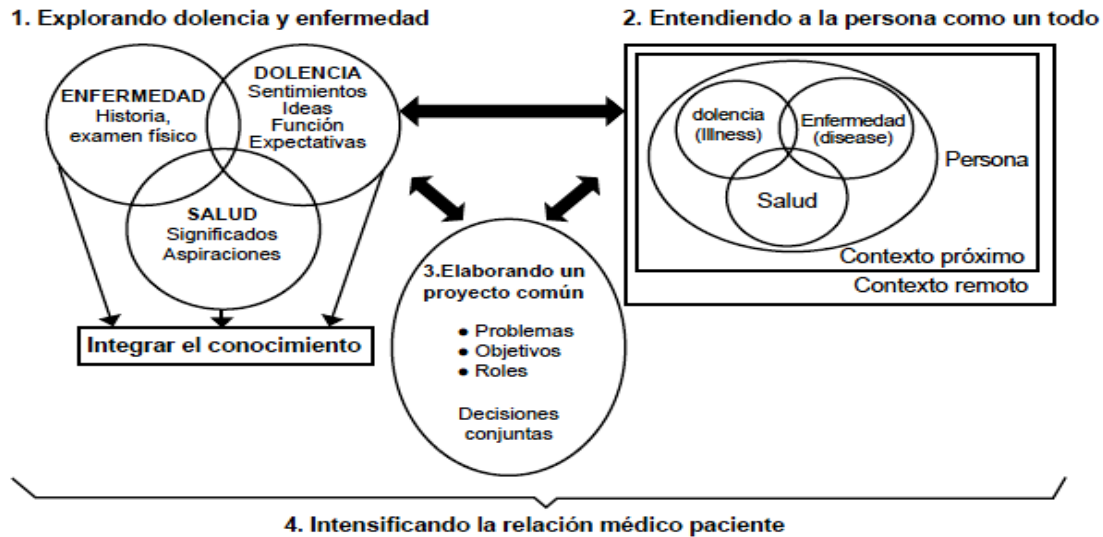 1. Explorando dolencia y enfermedad
ENFERMEDAD
Historia,
examen físico
DOLENCIA
Sentimientos
Ideas
Función
Expectativas
SALUD
Significados
Aspiraciones
Integrar el conocimiento
2. Entendiendo a la persona como un todo
dolencia
(Illness)
Enfermedad
(disease)
Salud
Persona
Contexto próximo
Contexto remoto
3.Elaborando un
proyecto común
• Problemas
• Objetivos
• Roles
Decisiones
conjuntas
4. Intensificando la relación médico paciente